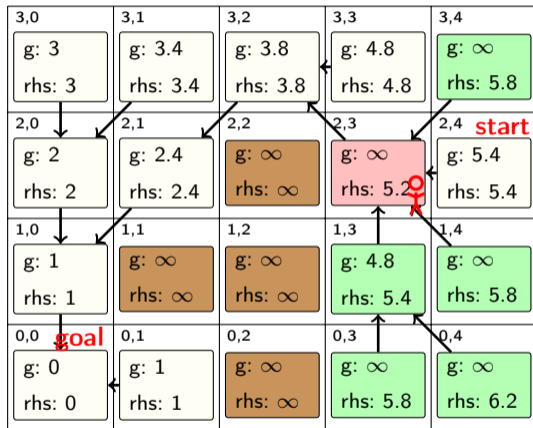 3,0 3,1 3,2 3,3 3,4
g: 3 g: 3.4 g: 3.8 g: 4.8 g: ∞
rhs: 3 rhs: 3.4 rhs: 3.8 rhs: 4.8 rhs: 5.8
2,0 2,1 2,2 2,3 2,4 start
g: 2 g: 2.4 g: ∞ g: ∞ g: 5.4
rhs: 2 rhs: 2.4 rhs: ∞ rhs: 5.2 rhs: 5.4
1,0 1,1 1,2 1,3 1,4
g: 1 g: ∞ g: ∞ g: 4.8 g: ∞
rhs: 1 rhs: ∞ rhs: ∞ rhs: 5.4 rhs: 5.8
0,0 goal 0,1 0,2 0,3 0,4
g: 0 g: 1 g: ∞ g: ∞ g: ∞
rhs: 0 rhs: 1 rhs: ∞ rhs: 5.8 rhs: 6.2